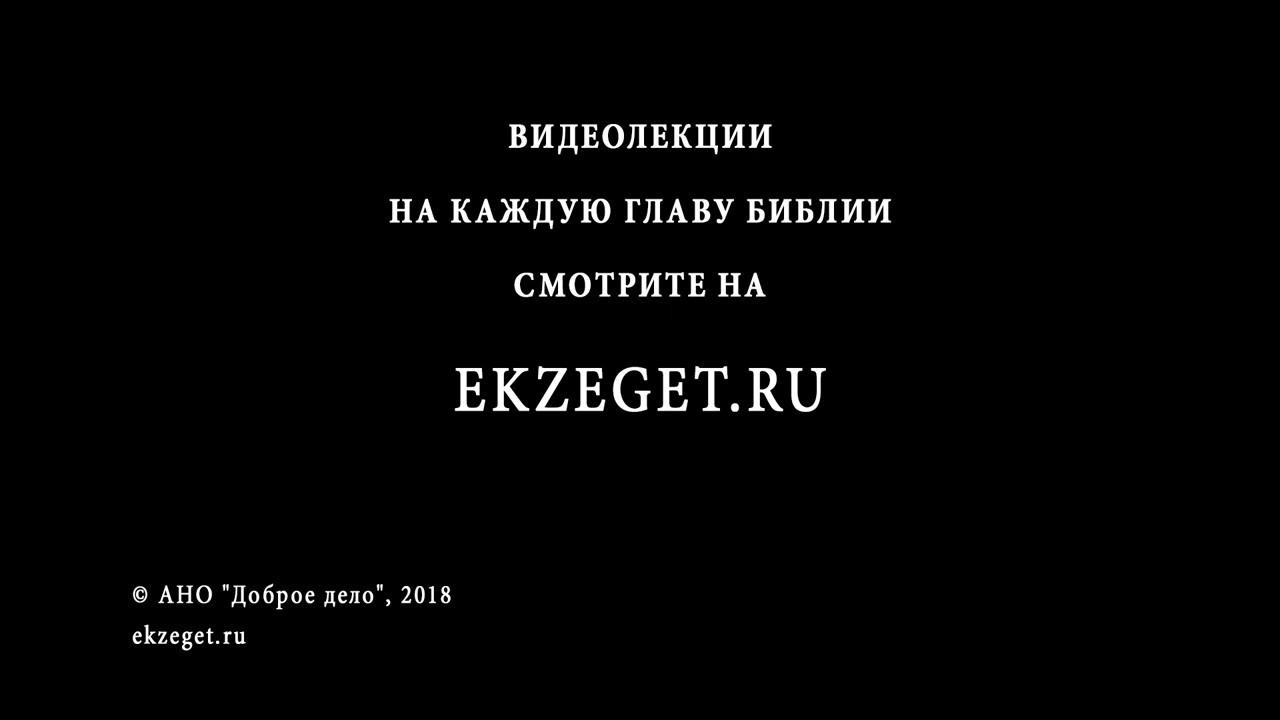 ВИДЕОЛЕКЦИИ
НА КАЖДУЮ ГЛАВУ БИБЛИИ
СМОТРИТЕ НА
EKZEGET.RU
© АНО "Доброе дело", 2018
ekzeget.ru